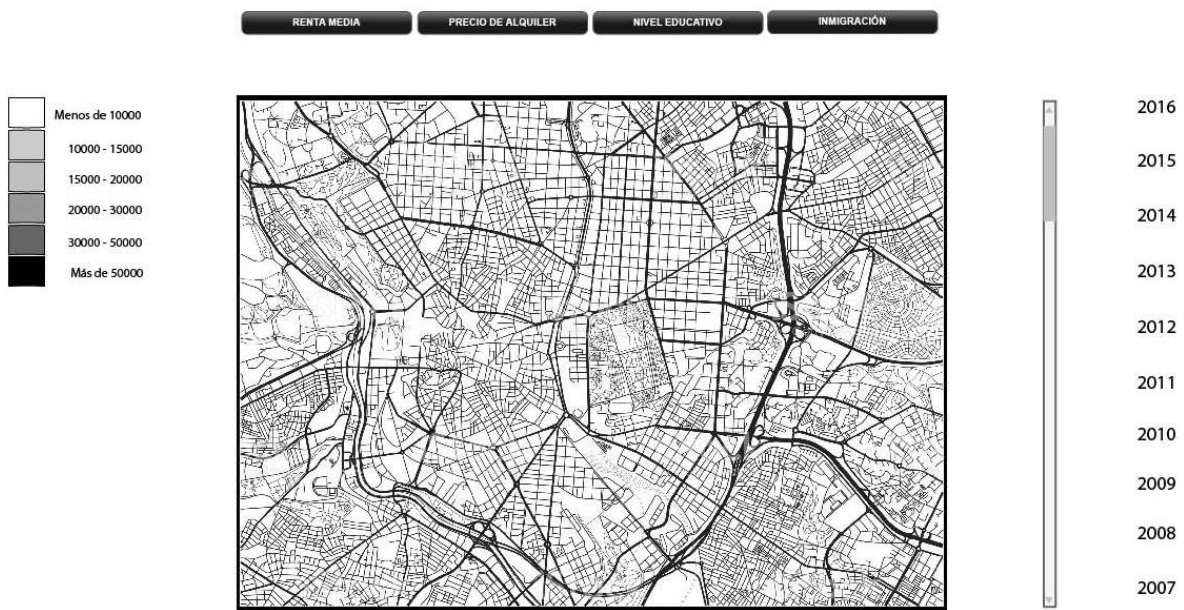 RENTA MEDIA
PRECIO DE ALQUILER
NIVEL EDUCATIVO
INMIGRACIÓN
Menos de 10000
10000 - 15000
15000 - 20000
20000 - 30000
30000 - 50000
Más de 50000
2016
2015
2014
2013
2012
2011
2010
2009
2008
2007